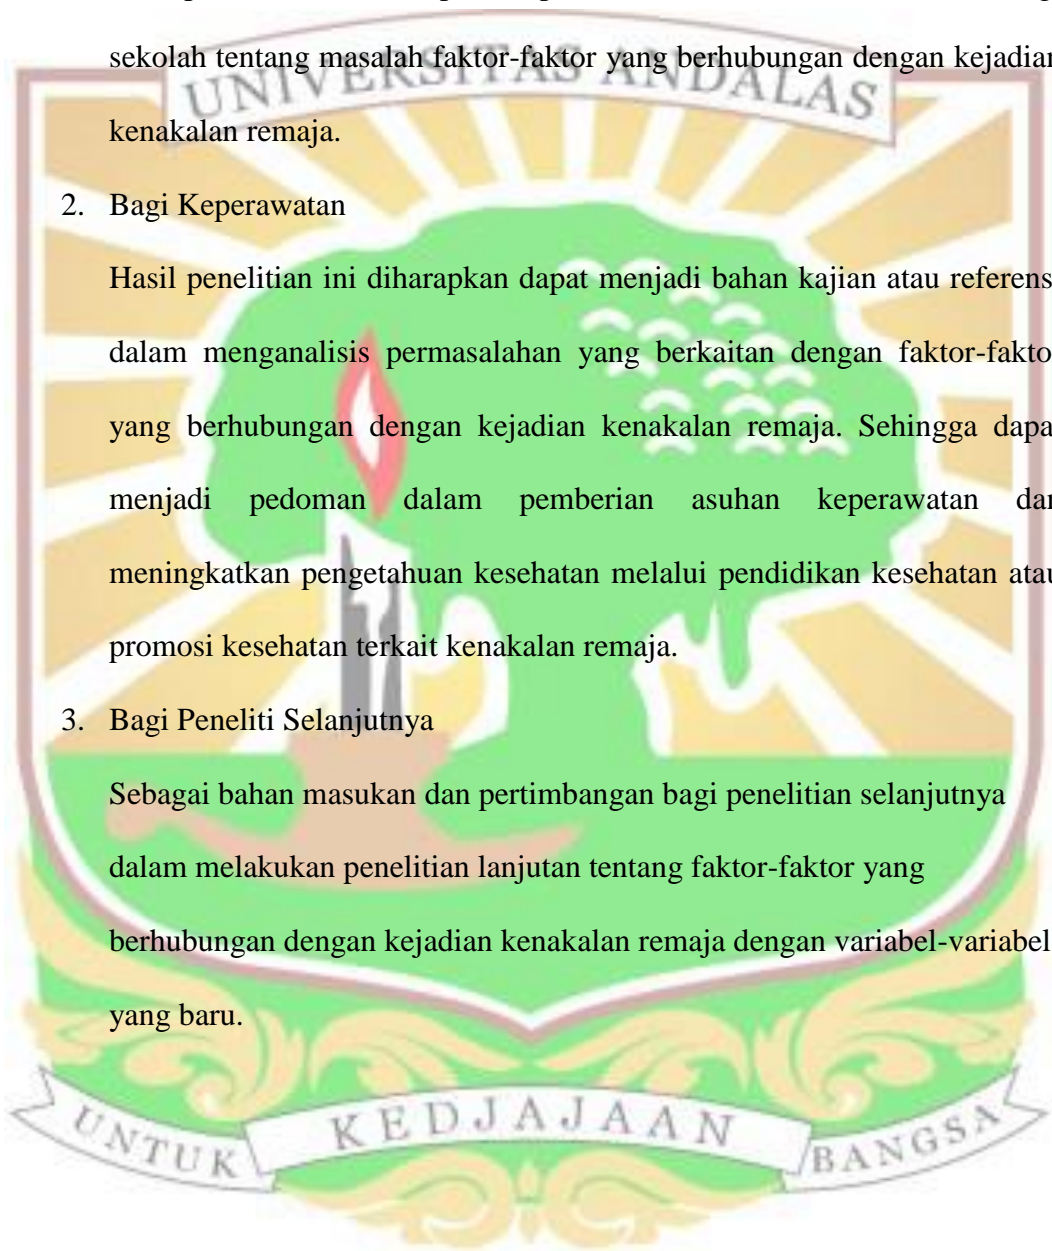 sekolah tentang masalah faktor-faktor yang berhubungan dengan kejadian
UNIVERSITAS ANDALAS
kenakalan remaja.
2. Bagi Keperawatan
Hasil penelitian ini diharapkan dapat menjadi bahan kajian atau referens
dalam menganalisis permasalahan yang berkaitan dengan faktor-fakto
yang berhubungan dengan kejadian kenakalan remaja. Sehingga dapa
menjadi pedoman dalam pemberian asuhan keperawatan dan
meningkatkan pengetahuan kesehatan melalui pendidikan kesehatan atau
promosi kesehatan terkait kenakalan remaja.
3. Bagi Peneliti Selanjutnya
Sebagai bahan masukan dan pertimbangan bagi penelitian selanjutnya
dalam melakukan penelitian lanjutan tentang faktor-faktor yang
berhubungan dengan kejadian kenakalan remaja dengan variabel-variabel
yang baru.
UNTUK KEDJAJAAN BANGSA